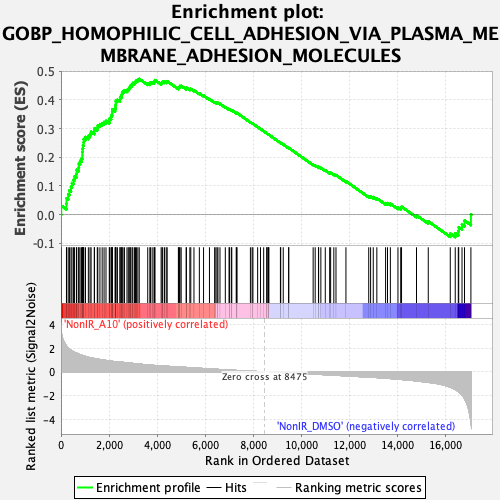 Enrichment plot:
GOBP_HOMOPHILIC_CELL_ADHESION_VIA_PLASMA_ME
MBRANE_ADHESION_MOLECULES
Enrichment score (ES)
0.5
0.4
0.3
0.2
0.1
0.0
-0.1
'NonIR_A10' (positively correlated)
Ranked list metric (Signal2Noise)
4
2
0
-2
-4
Zero cross at 8475
'NonIR_DMSO' (negatively correlated)
0
2,000
4,000
6,000
8,000
10,000
12,000
14,000
16,000
Rank in Ordered Dataset
Enrichment profile
Hits
Ranking metric scores